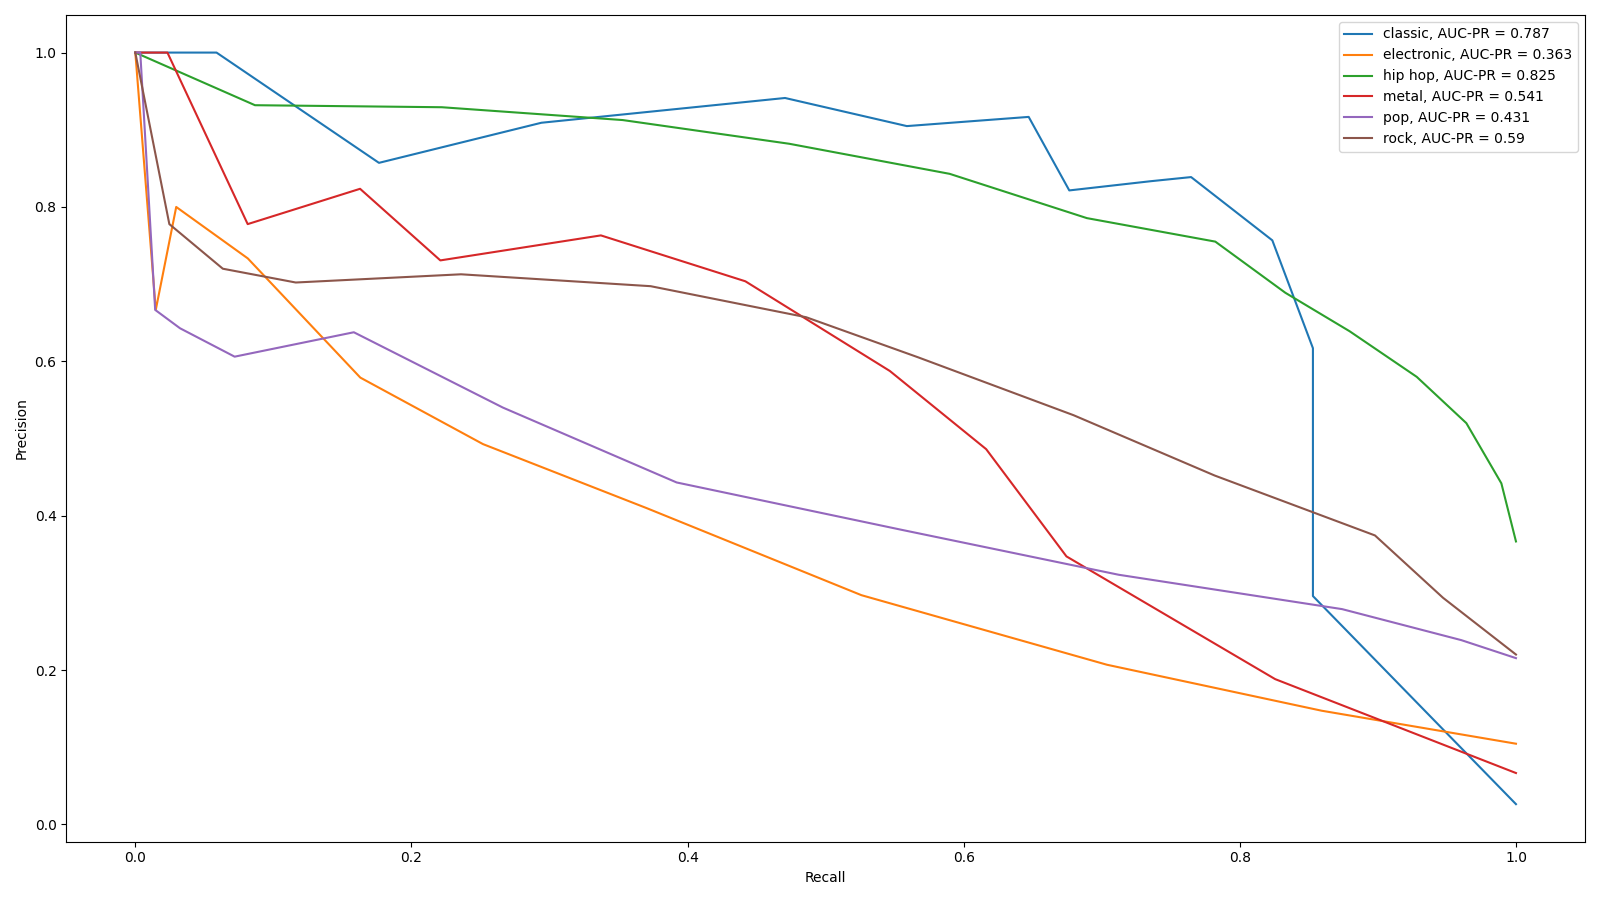 classic, AUC-PR = 0.787
electronic, AUC-PR = 0.363
hip hop, AUC-PR = 0.825
metal, AUC-PR = 0.541
pop, AUC-PR = 0.431
rock, AUC-PR = 0.59
1.0
0.8
0.6
0.4
0.2
0.0
Precision
0.0 0.2 0.4 0.6 0.8 1.0
Recall